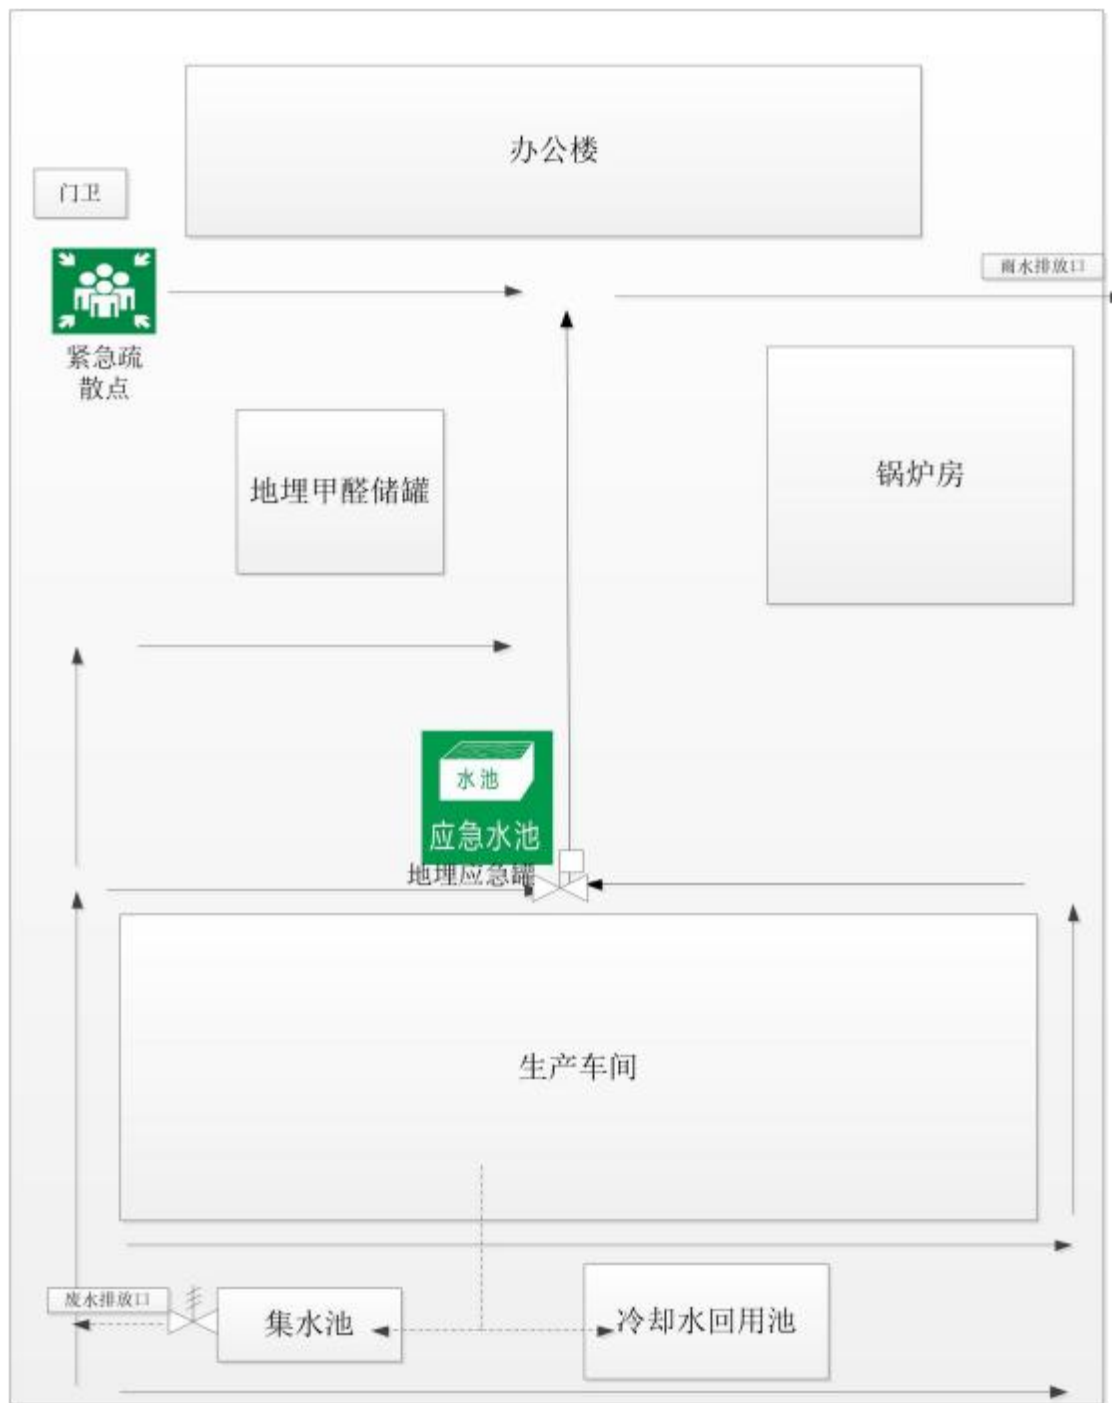 办公楼
门卫
雨水排放口
紧急疏
散点
地埋甲醛储罐
锅炉房
水池
应急水池
地埋应急罐
生产车间
废水排放口
集水池
冷却水回用池